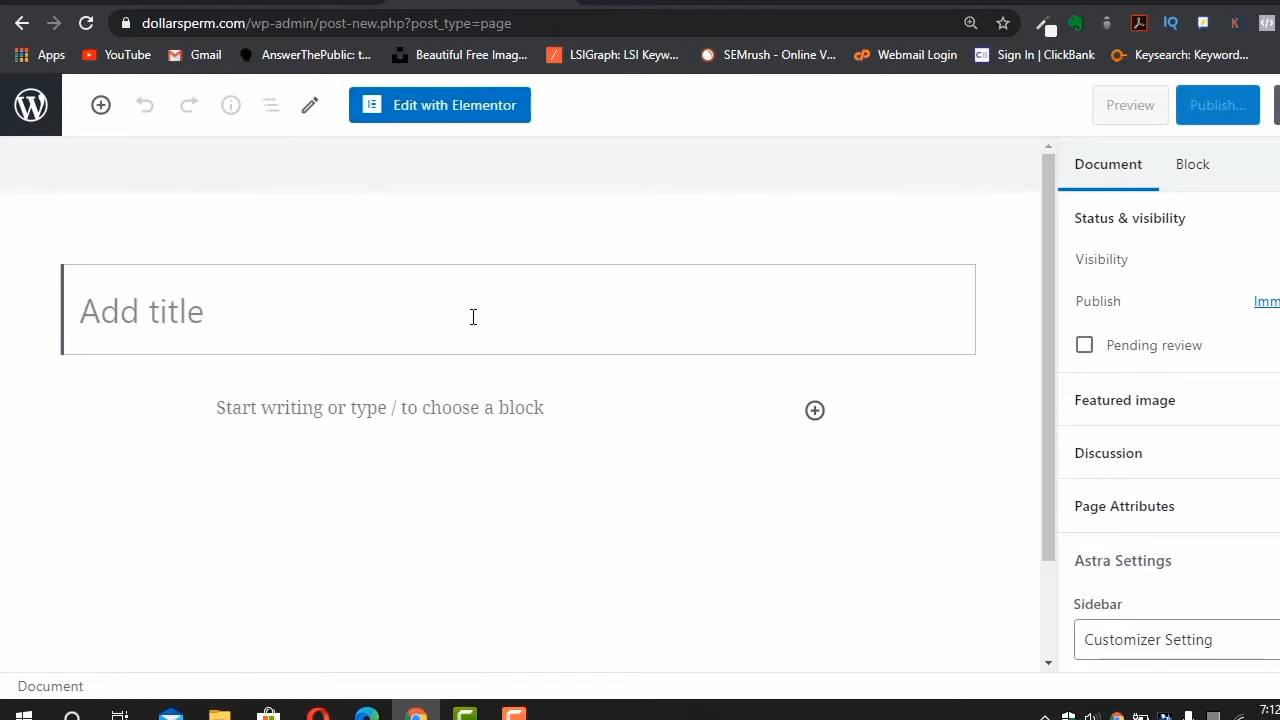 dollarsperm.com/wp-admin/post-new.php?post_type=page
Apps YouTube Gmail AnswerThePublic: t... Beautiful Free Imag... LSIGraph: LSI Keyw... SEMrush - Online V... Webmail Login Sign In | ClickBank Keysearch: Keyword...
Edit with Elementor
Preview
Publish...
Document Block
Status & visibility
Visibility
Publish Imm
Pending review
Add title
Start writing or type / to choose a block
Featured image
Discussion
Page Attributes
Astra Settings
Sidebar
Customizer Setting
Document
7:12